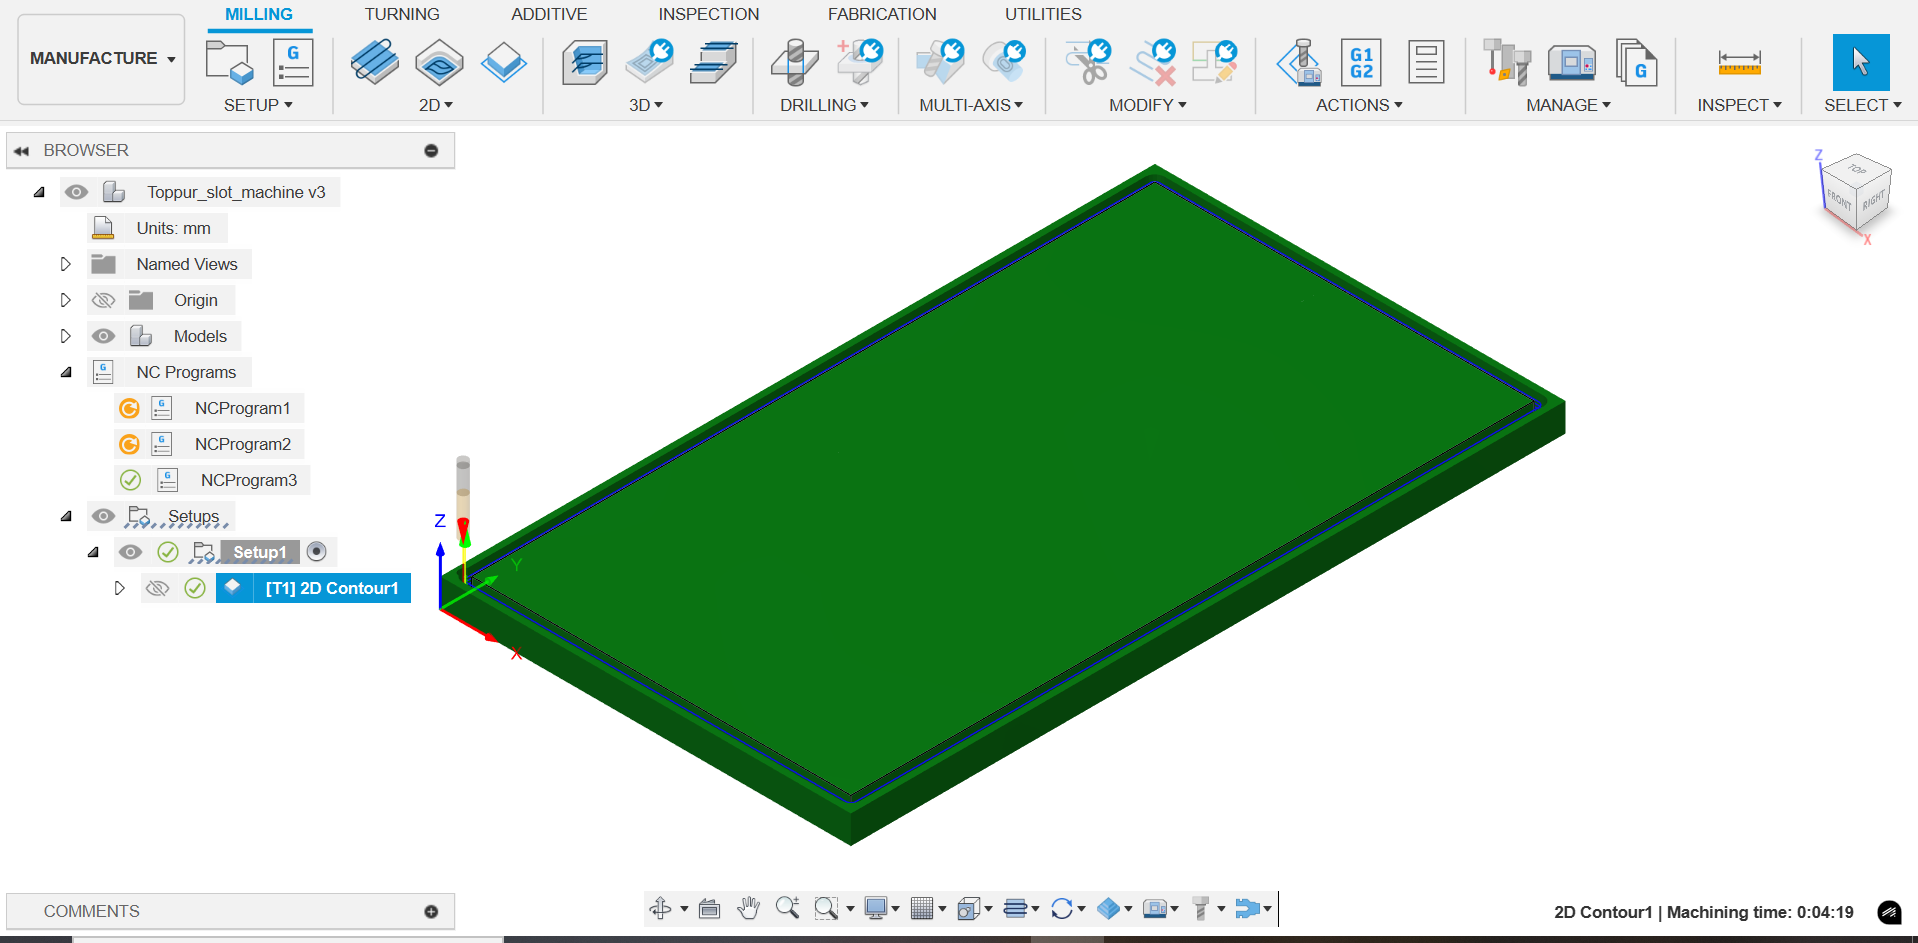 MILLING TURNING ADDITIVE INSPECTION FABRICATION UTILITIES
MANUFACTURE
G
G1
G2
G
SETUP 2D 3D DRILLING MULTI-AXIS MODIFY ACTIONS MANAGE INSPECT SELECT
BROWSER
Toppur_slot_machine v3
Units: mm
Named Views
Origin
Models
G NC Programs
G NCProgram1
G NCProgram2
G NCProgram3
Setups
Setup1
[T1] 2D Contour1
Z
TOP
FRONT
RIGHT
X
Z
Y
X
COMMENTS
2D Contour1 | Machining time: 0:04:19